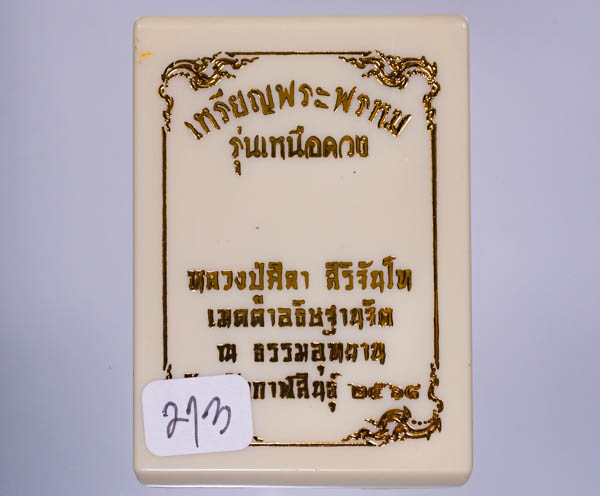 เหรียญพระพรหม
รุ่นเหนือดวง
หลวงปู่ศิลา สิริจันโท
เมตตาอธิษฐานจิต
ณ ธรรมอุทยาน
กาฬสินธุ์ ๒๕๖๘
273